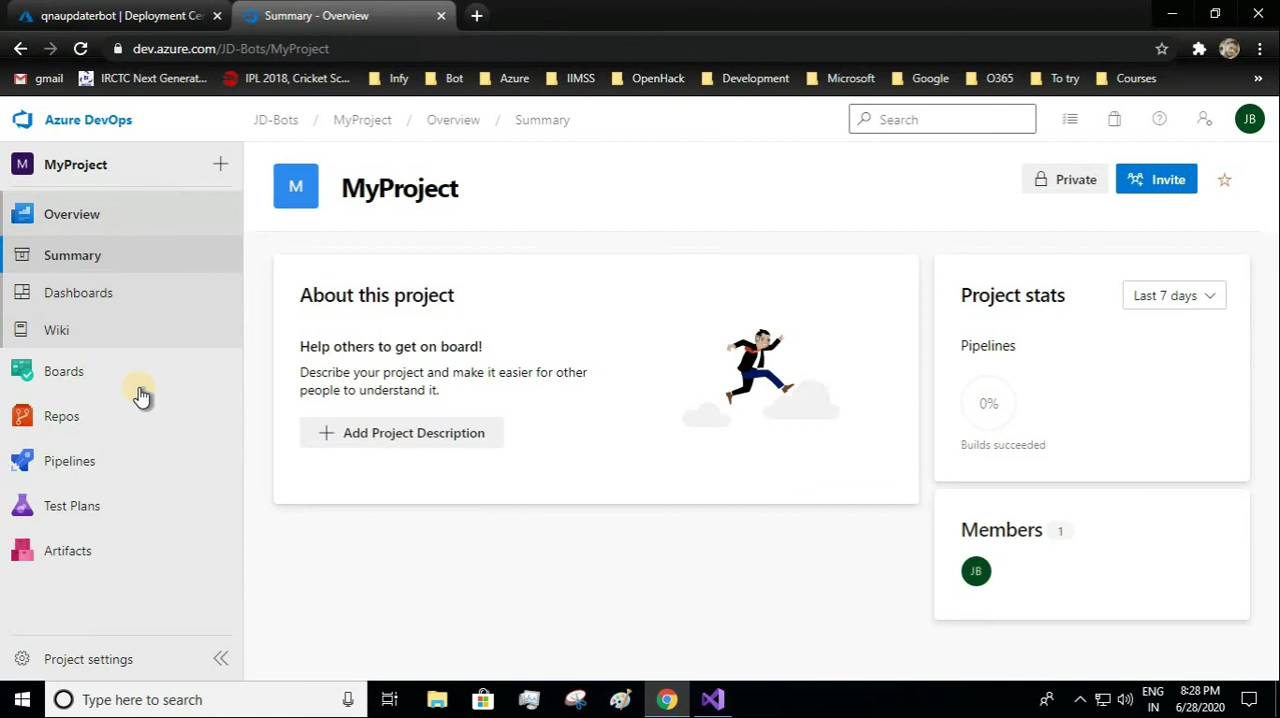 qnaupdaterbot | Deployment Cen
Summary - Overview
dev.azure.com/JD-Bots/MyProject
gmail
IRCTC Next Generat...
IPL 2018, Cricket Sc...
Infy
Bot
Azure
IIMSS
OpenHack
Development
Microsoft
Google
O365
To try
Courses
»
Azure DevOps
JD-Bots / MyProject / Overview / Summary
Search
JB
M MyProject
Overview
Summary
Dashboards
Wiki
Boards
Repos
Pipelines
Test Plans
Artifacts
Project settings
M
MyProject
Private
Invite
About this project
Help others to get on board!
Describe your project and make it easier for other
people to understand it.
Add Project Description
Project stats
Last 7 days
Pipelines
0%
Builds succeeded
Members 1
JB
Type here to search
ENG
IN
8:28 PM
6/28/2020